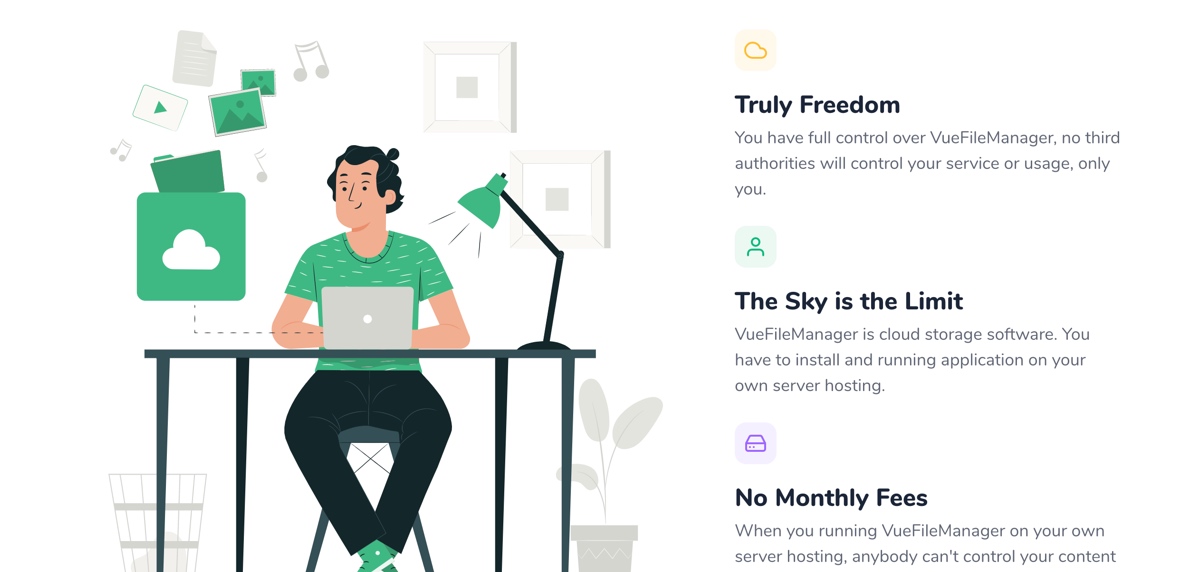 Truly Freedom
You have full control over VueFileManager, no third
authorities will control your service or usage, only
you.
The Sky is the Limit
VueFileManager is cloud storage software. You
have to install and running application on your
own server hosting.
No Monthly Fees
When you running VueFileManager on your own
server hosting, anybody can't control your content